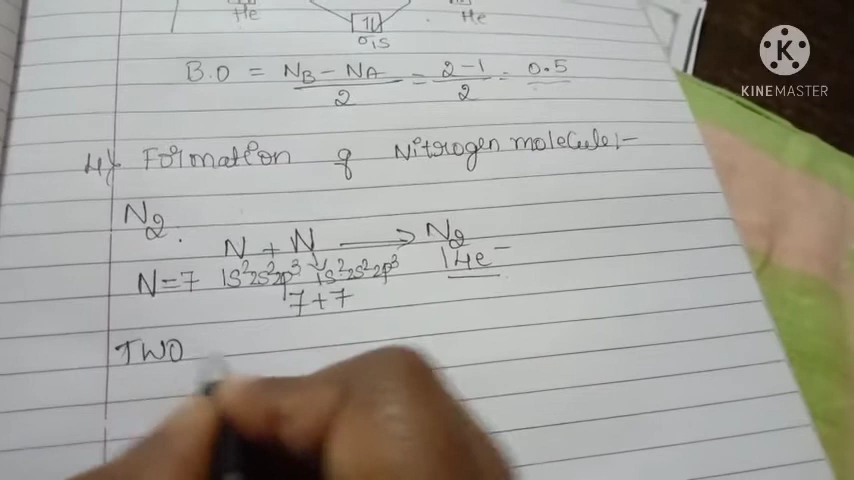 He He
1U
σ1s
B.O = NB - NA / 2 = 2-1 / 2 = 0.5
K
KINEMASTER
4) Formation of Nitrogen molecule:-
N2.
N + N → N2
N=7 1s²2s²2p³ 1s²2s²2p³ 14e⁻
7+7
TWO